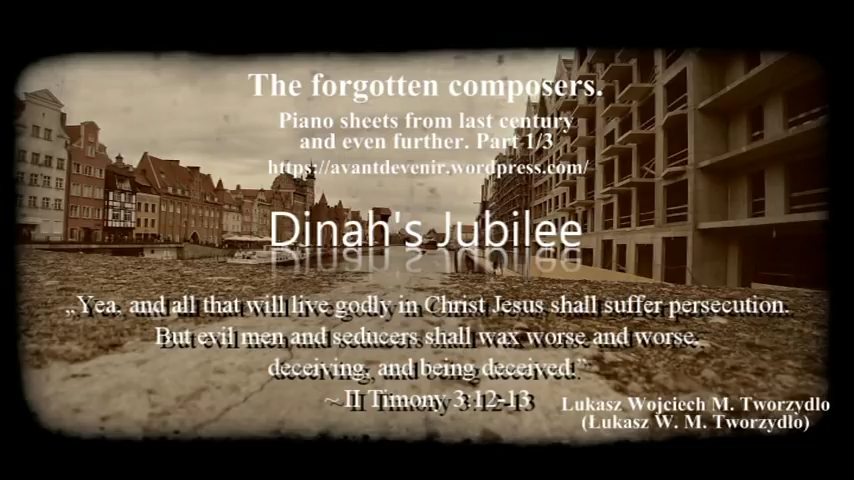 The forgotten composers.
Piano sheets from last century
and even further. Part 1/3
https://avantdevenir.wordpress.com/
Dinah's Jubilee
„Yea, and all that will live godly in Christ Jesus shall suffer persecution.
But evil men and seducers shall wax worse and worse,
deceiving, and being deceived.”
~ II Timony 3:12-13
Lukasz Wojciech M. Tworzydlo
(Łukasz W. M. Tworzydło)